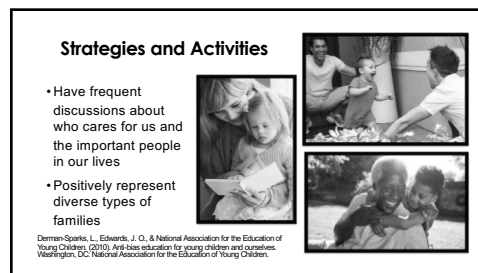 Strategies and Activities
• Have frequent
discussions about
who cares for us and
the important people
in our lives
• Positively represent
diverse types of
families
Derman-Sparks, L., Edwards, J. O., & National Association for the Education of
Young Children. (2010). Anti-bias education for young children and ourselves.
Washington, DC: National Association for the Education of Young Children.